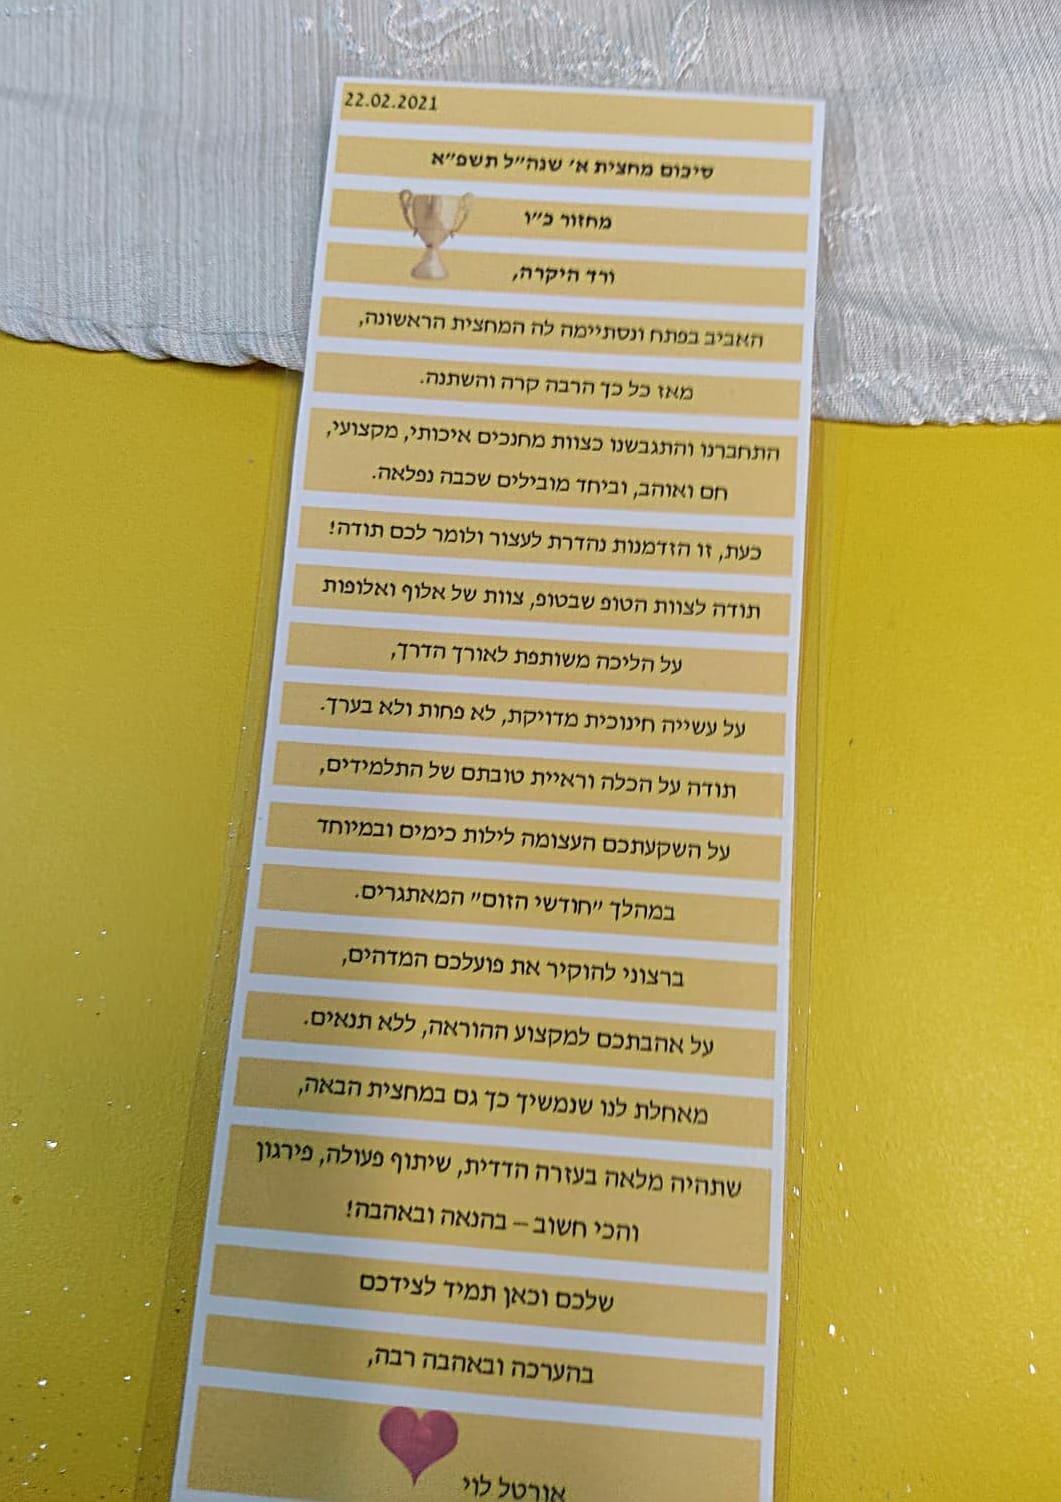 22.02.2021
סיכום מחצית א׳ שנה״ל תשפ״א
מחזור כ״ו
ורד היקרה,
האביב בפתח ונסתיימה לה המחצית הראשונה,
מאז כל כך הרבה קרה והשתנה.
התחברנו והתגבשנו כצוות מחנכים איכותי, מקצועי,
חם ואוהב, וביחד מובילים שכבה נפלאה.
כעת, זו הזדמנות נהדרת לעצור ולומר לכם תודה!
תודה לצוות הטופ שבטופ, צוות של אלוף ואלופות
על הליכה משותפת לאורך הדרך,
על עשייה חינוכית מדויקת, לא פחות ולא בערך.
תודה על הכלה וראיית טובתם של התלמידים,
על השקעתכם העצומה לילות כימים ובמיוחד
במהלך ״חודשי הזום״ המאתגרים.
ברצוני להוקיר את פועלכם המדהים,
על אהבתכם למקצוע ההוראה, ללא תנאים.
מאחלת לנו שנמשיך כך גם במחצית הבאה,
שתהיה מלאה בעזרה הדדית, שיתוף פעולה, פירגון
והכי חשוב – בהנאה ובאהבה!
שלכם וכאן תמיד לצידכם
בהערכה ובאהבה רבה,
אורטל לוי